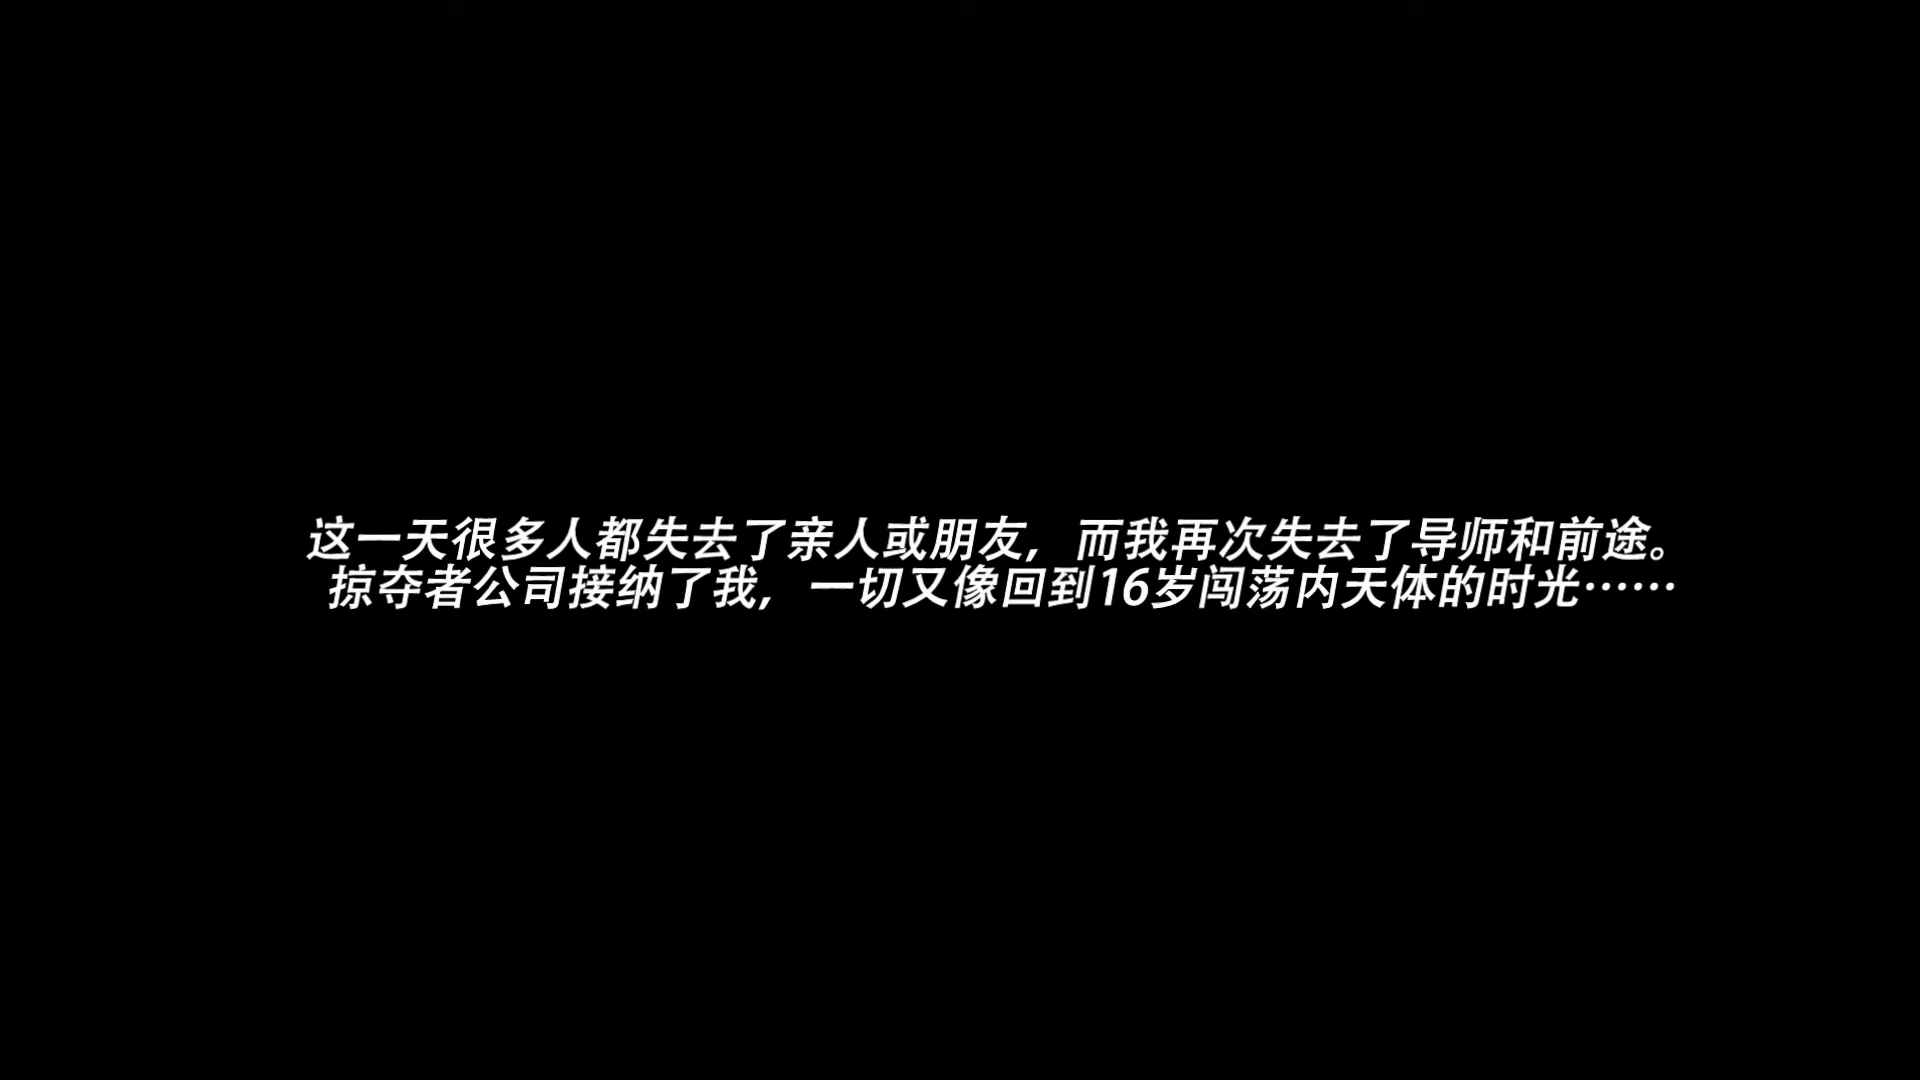 这一天很多人都失去了亲人或朋友，而我再次失去了导师和前途。
掠夺者公司接纳了我，一切又像回到16岁闯荡内天体的时光……